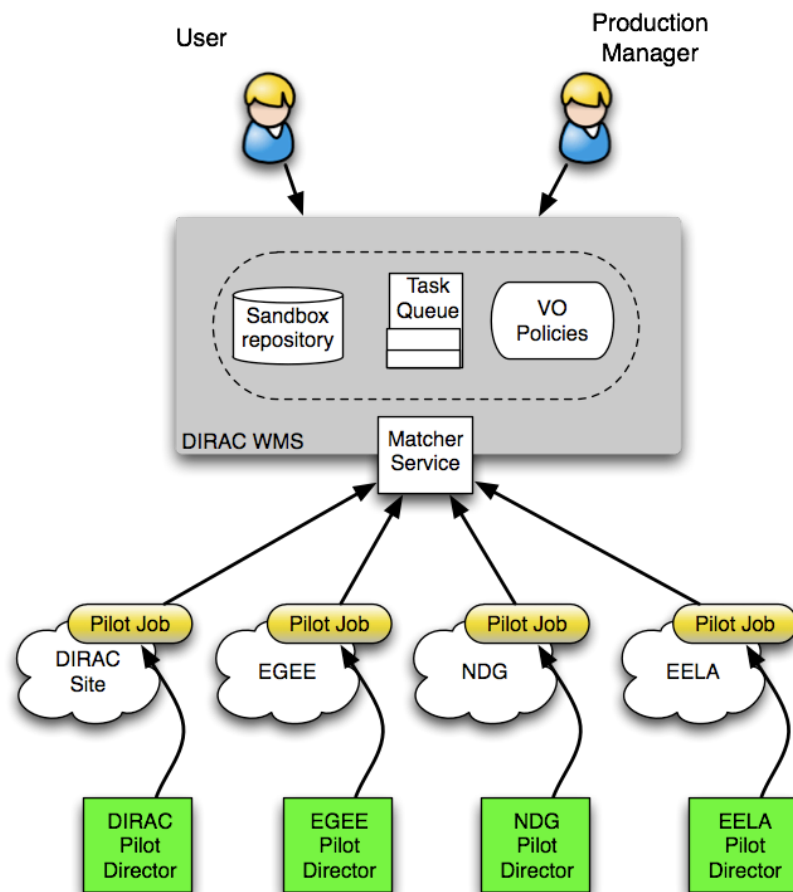 User
Production
Manager
Sandbox
repository
Task
Queue
VO
Policies
DIRAC WMS
Matcher
Service
Pilot Job
Pilot Job
Pilot Job
Pilot Job
DIRAC
Site
EGEE
NDG
EELA
DIRAC
Pilot
Director
EGEE
Pilot
Director
NDG
Pilot
Director
EELA
Pilot
Director